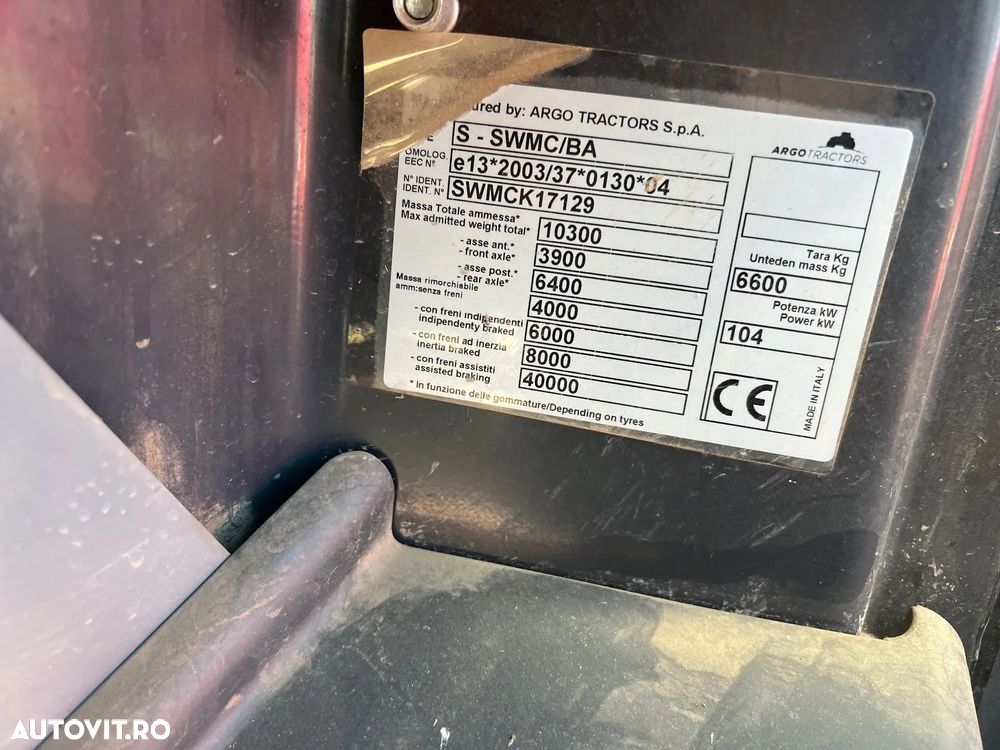 by: ARGO TRACTORS S.p.A.
S - SWMC/BA
OMOLOG. EEC N° e13*2003/37*0130*04
N° IDENT. IDENT. N° SWMCK17129
Massa Totale ammessa*
Max admitted weight total* 10300
- asse ant.*
- front axle* 3900
- asse post.*
- rear axle* 6400
Massa rimorchiabile
amm:senza freni 4000
- con freni indipendenti
indipendenty braked 6000
- con freni ad inerzia
inertia braked 8000
- con freni assistiti
assisted braking 40000
* in funzione delle gommature/Depending on tyres
ARGOTRACTORS
Tara Kg
Unteden mass Kg
6600
Potenza kW
Power kW
104
CE
MADE IN ITALY
AUTOVIT.RO